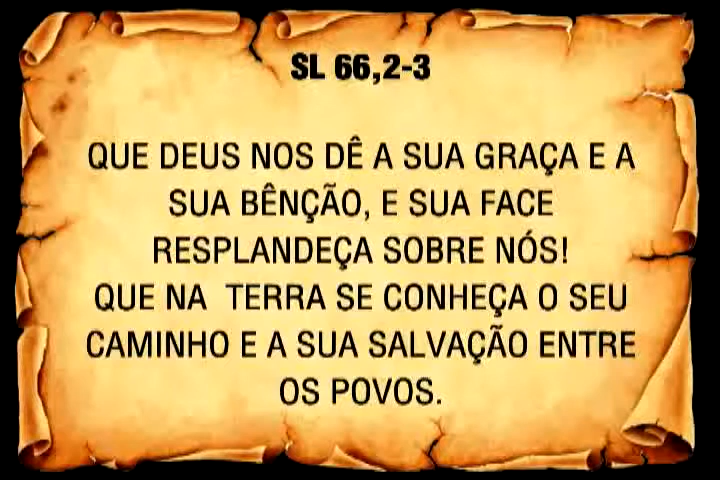 SL 66,2-3
QUE DEUS NOS DÊ A SUA GRAÇA E A
SUA BÊNÇÃO, E SUA FACE
RESPLANDEÇA SOBRE NÓS!
QUE NA  TERRA SE CONHEÇA O SEU
CAMINHO E A SUA SALVAÇÃO ENTRE
OS POVOS.